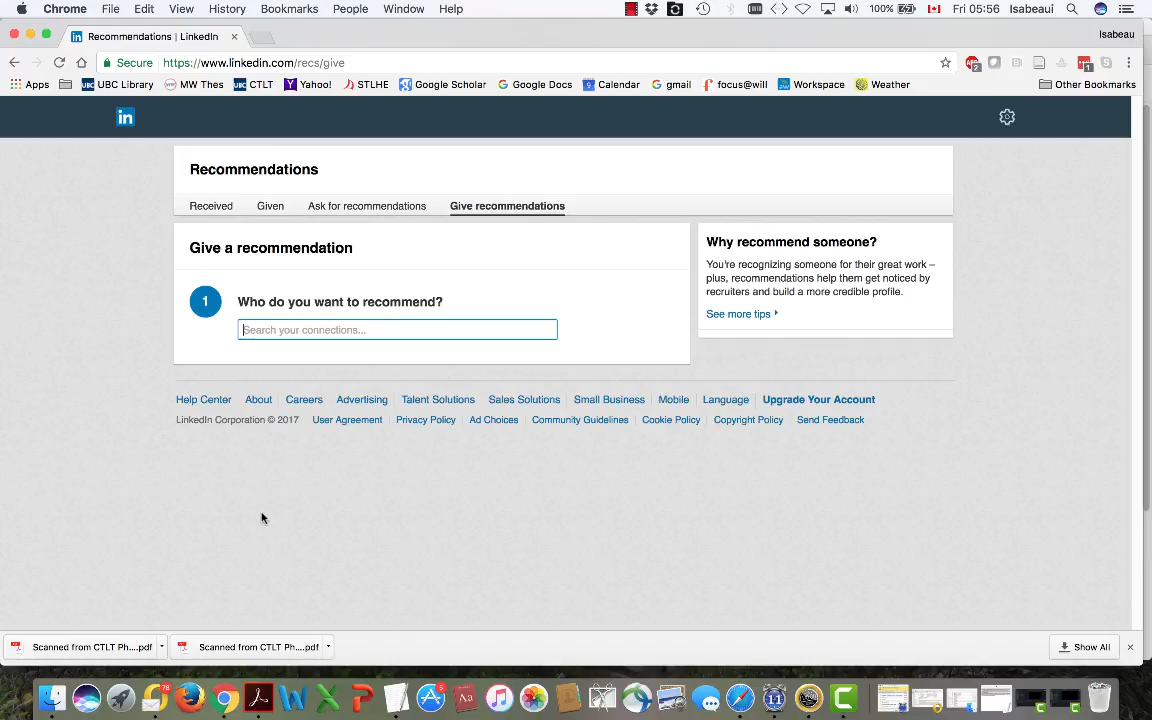 Chrome File Edit View History Bookmarks People Window Help 100% Fri 05:56 Isabeaui
Recommendations | LinkedIn Isabeau
Secure https://www.linkedin.com/recs/give
Apps UBC Library MW Thes CTLT Yahoo! STLHE Google Scholar Google Docs Calendar gmail focus@will Workspace Weather Other Bookmarks
in
Recommendations
Received Given Ask for recommendations Give recommendations
Give a recommendation
1 Who do you want to recommend?
Search your connections...
Why recommend someone?
You're recognizing someone for their great work –
plus, recommendations help them get noticed by
recruiters and build a more credible profile.
See more tips
Help Center About Careers Advertising Talent Solutions Sales Solutions Small Business Mobile Language Upgrade Your Account
LinkedIn Corporation © 2017 User Agreement Privacy Policy Ad Choices Community Guidelines Cookie Policy Copyright Policy Send Feedback
Scanned from CTLT Ph....pdf Scanned from CTLT Ph....pdf Show All
78 5